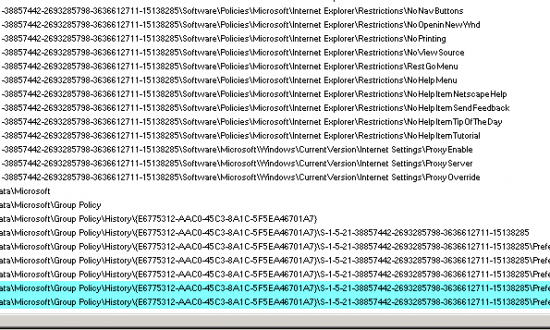 -38857442-2693285798-3636612711-15138285\Software\Policies\Microsoft\Internet Explorer\Restrictions\NoNavButtons
-38857442-2693285798-3636612711-15138285\Software\Policies\Microsoft\Internet Explorer\Restrictions\NoOpeninNewWnd
-38857442-2693285798-3636612711-15138285\Software\Policies\Microsoft\Internet Explorer\Restrictions\NoPrinting
-38857442-2693285798-3636612711-15138285\Software\Policies\Microsoft\Internet Explorer\Restrictions\NoViewSource
-38857442-2693285798-3636612711-15138285\Software\Policies\Microsoft\Internet Explorer\Restrictions\RestGoMenu
-38857442-2693285798-3636612711-15138285\Software\Policies\Microsoft\Internet Explorer\Restrictions\NoHelpMenu
-38857442-2693285798-3636612711-15138285\Software\Policies\Microsoft\Internet Explorer\Restrictions\NoHelpItemNetscapeHelp
-38857442-2693285798-3636612711-15138285\Software\Policies\Microsoft\Internet Explorer\Restrictions\NoHelpItemSendFeedback
-38857442-2693285798-3636612711-15138285\Software\Policies\Microsoft\Internet Explorer\Restrictions\NoHelpItemTipOfTheDay
-38857442-2693285798-3636612711-15138285\Software\Policies\Microsoft\Internet Explorer\Restrictions\NoHelpItemTutorial
-38857442-2693285798-3636612711-15138285\Software\Microsoft\Windows\CurrentVersion\Internet Settings\ProxyEnable
-38857442-2693285798-3636612711-15138285\Software\Microsoft\Windows\CurrentVersion\Internet Settings\ProxyServer
-38857442-2693285798-3636612711-15138285\Software\Microsoft\Windows\CurrentVersion\Internet Settings\ProxyOverride
ata\Microsoft
ata\Microsoft\Group Policy
ata\Microsoft\Group Policy\History\{E6775312-AAC0-45C3-8A1C-5F5EA46701A7}
ata\Microsoft\Group Policy\History\{E6775312-AAC0-45C3-8A1C-5F5EA46701A7}\S-1-5-21-38857442-2693285798-3636612711-15138285
ata\Microsoft\Group Policy\History\{E6775312-AAC0-45C3-8A1C-5F5EA46701A7}\S-1-5-21-38857442-2693285798-3636612711-15138285\Prefe
ata\Microsoft\Group Policy\History\{E6775312-AAC0-45C3-8A1C-5F5EA46701A7}\S-1-5-21-38857442-2693285798-3636612711-15138285\Prefe
ata\Microsoft\Group Policy\History\{E6775312-AAC0-45C3-8A1C-5F5EA46701A7}\S-1-5-21-38857442-2693285798-3636612711-15138285\Prefe
ata\Microsoft\Group Policy\History\{E6775312-AAC0-45C3-8A1C-5F5EA46701A7}\S-1-5-21-38857442-2693285798-3636612711-15138285\Prefe
ata\Microsoft\Group Policy\History\{E6775312-AAC0-45C3-8A1C-5F5EA46701A7}\S-1-5-21-38857442-2693285798-3636612711-15138285\Prefe